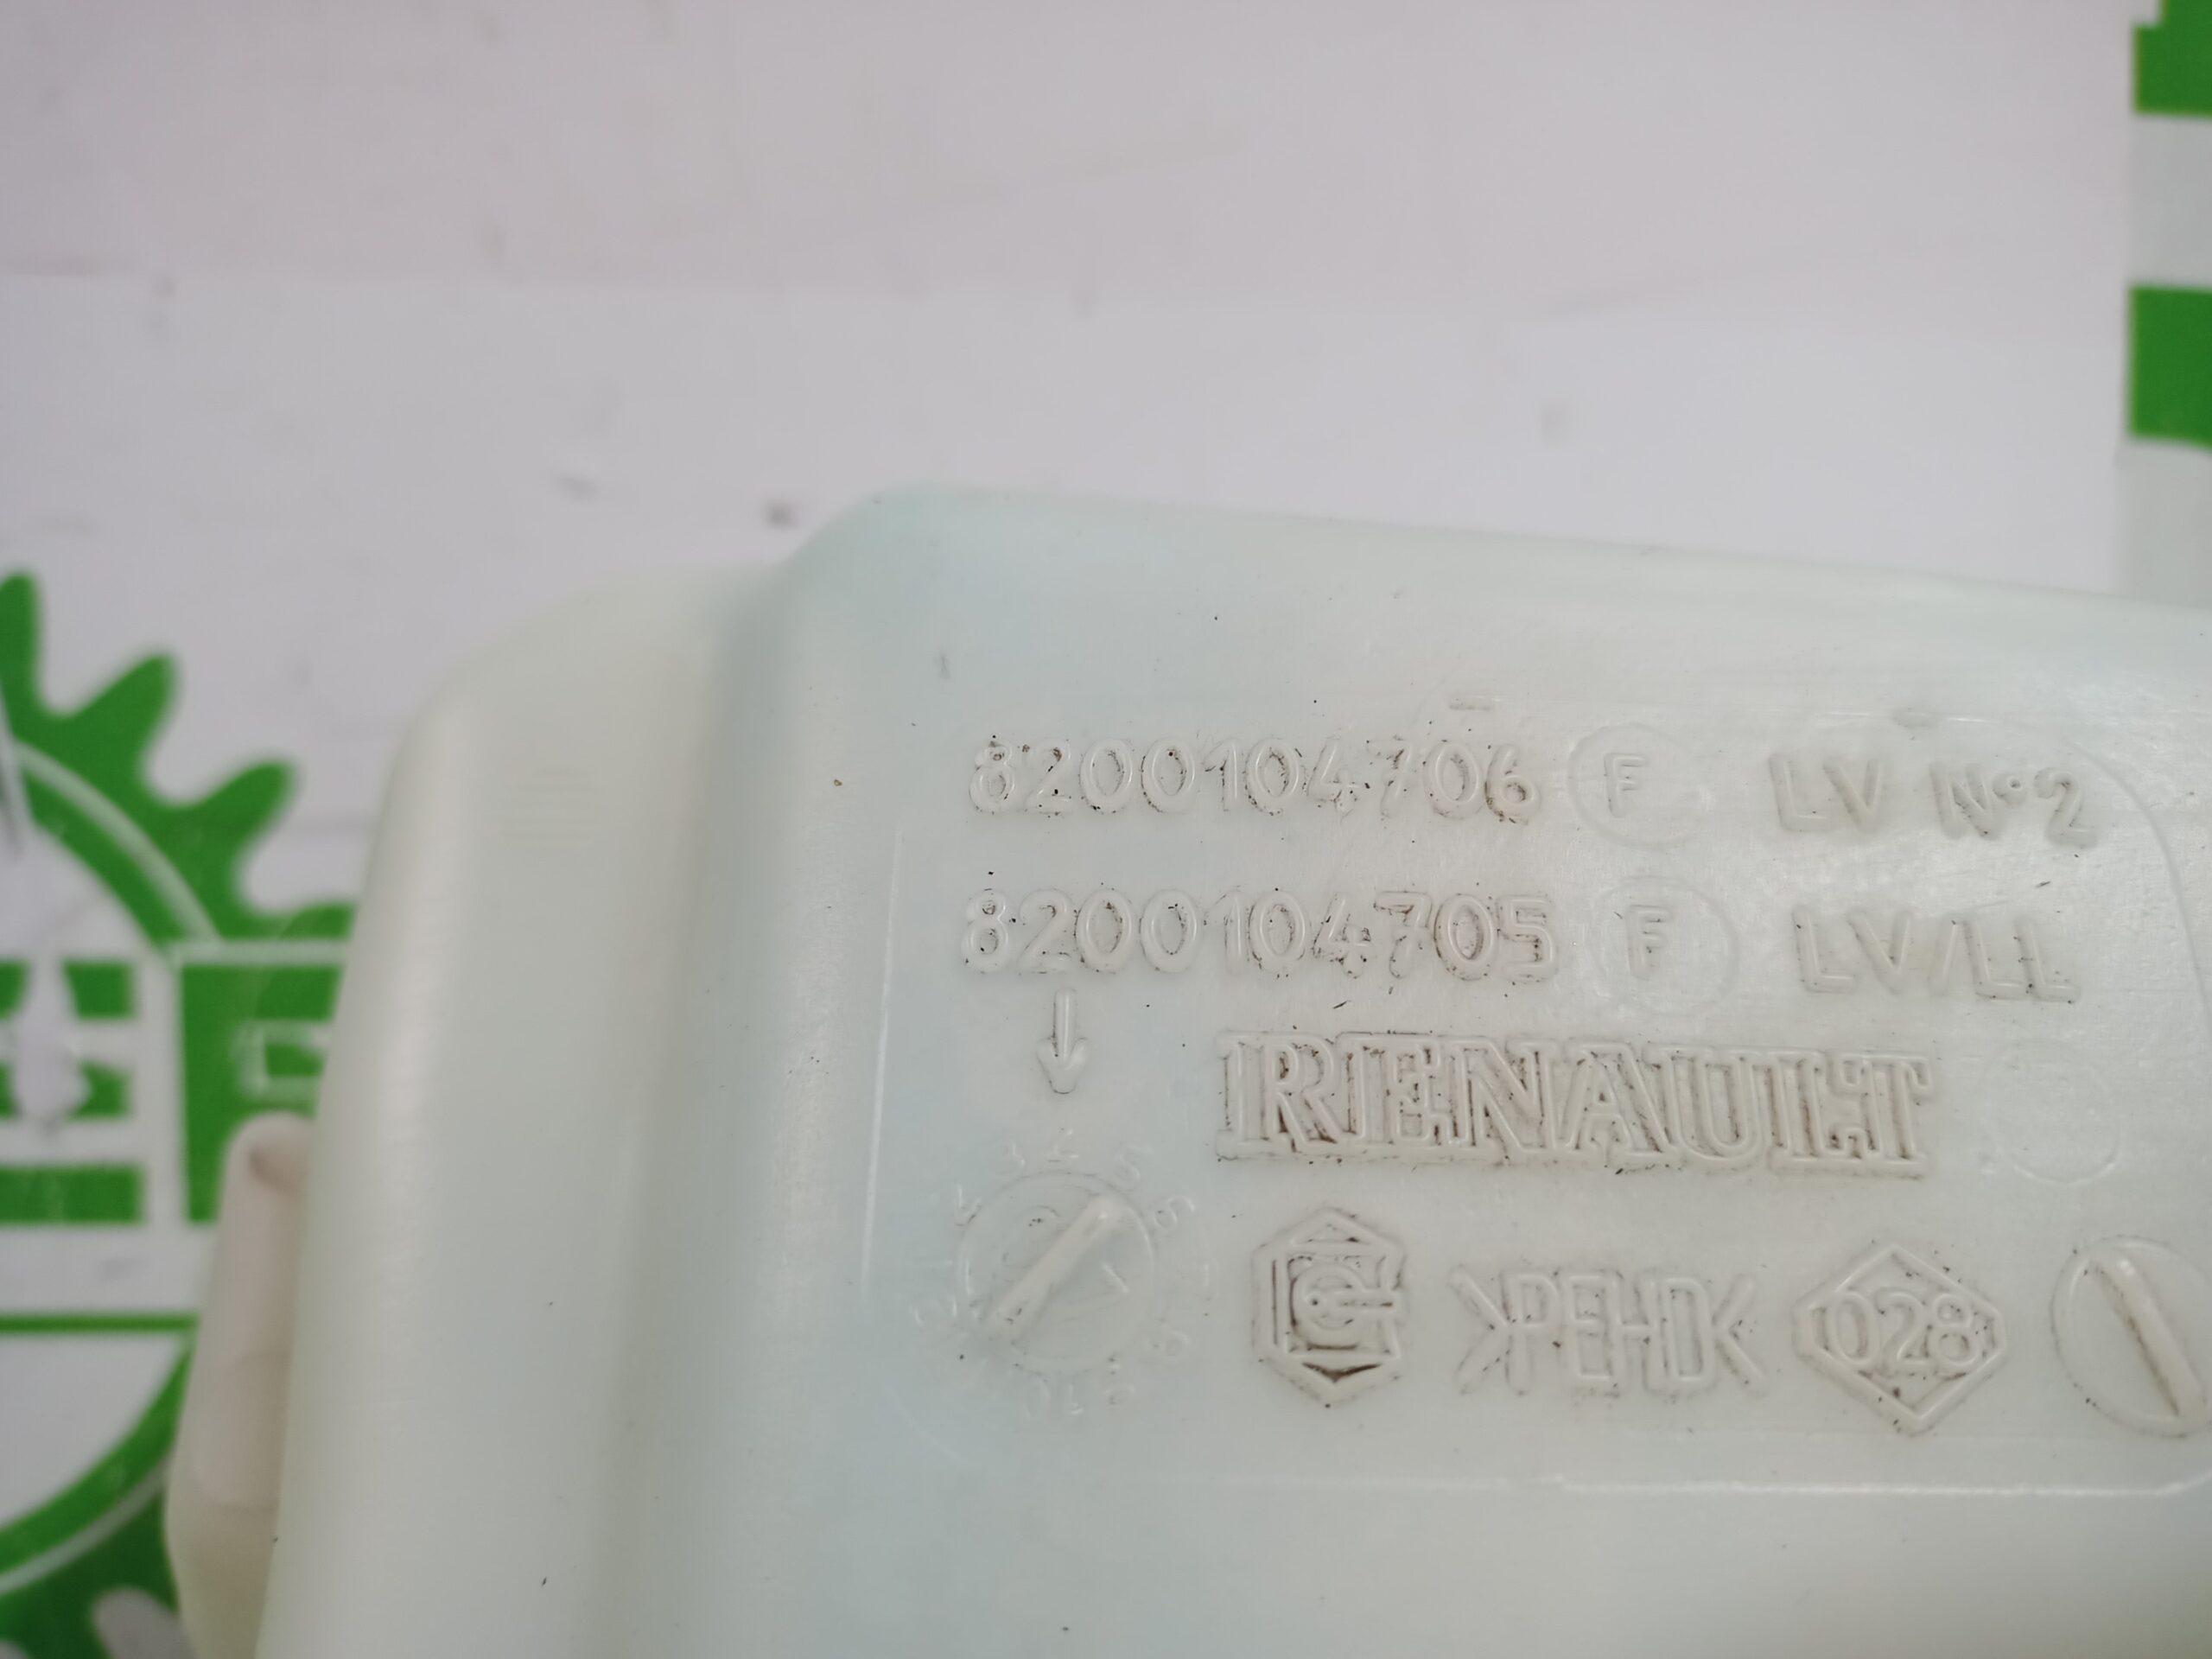 8200104706 F LV N°2
8200104705 F LV/LL
RENAULT
>PEHD< 028